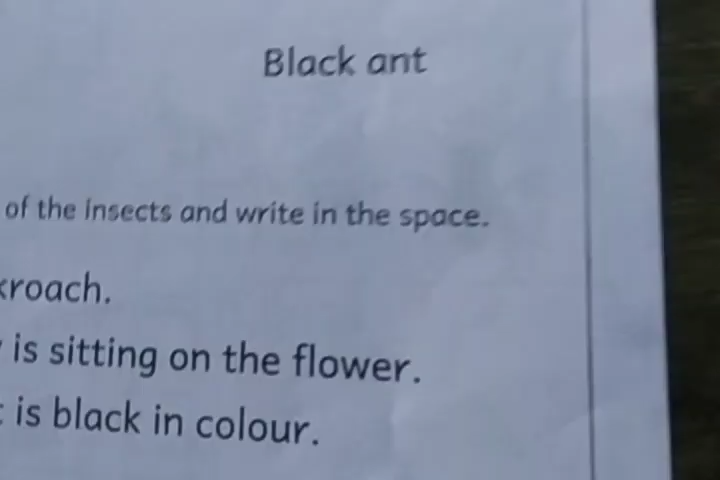 Black ant
of the insects and write in the space.
kroach.
is sitting on the flower.
is black in colour.